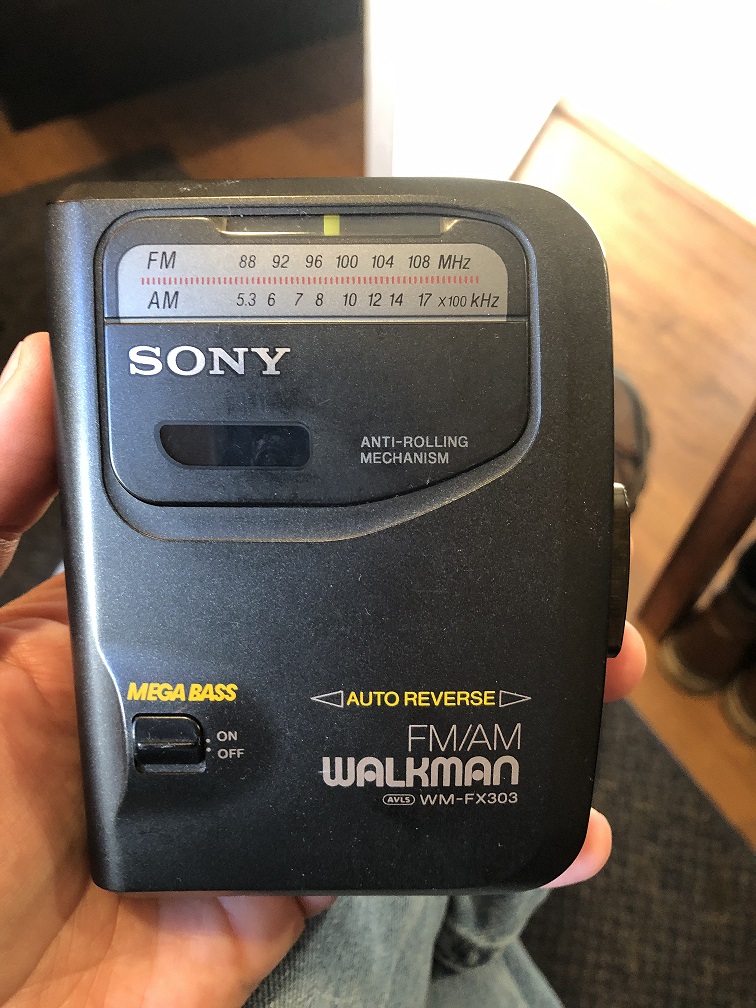 FM 88 92 96 100 104 108 MHz
AM 5.3 6 7 8 10 12 14 17 x100 kHz
SONY
ANTI-ROLLING
MECHANISM
MEGA BASS
ON
OFF
AUTO REVERSE
FM/AM
WALKMAN
AVLS WM-FX303